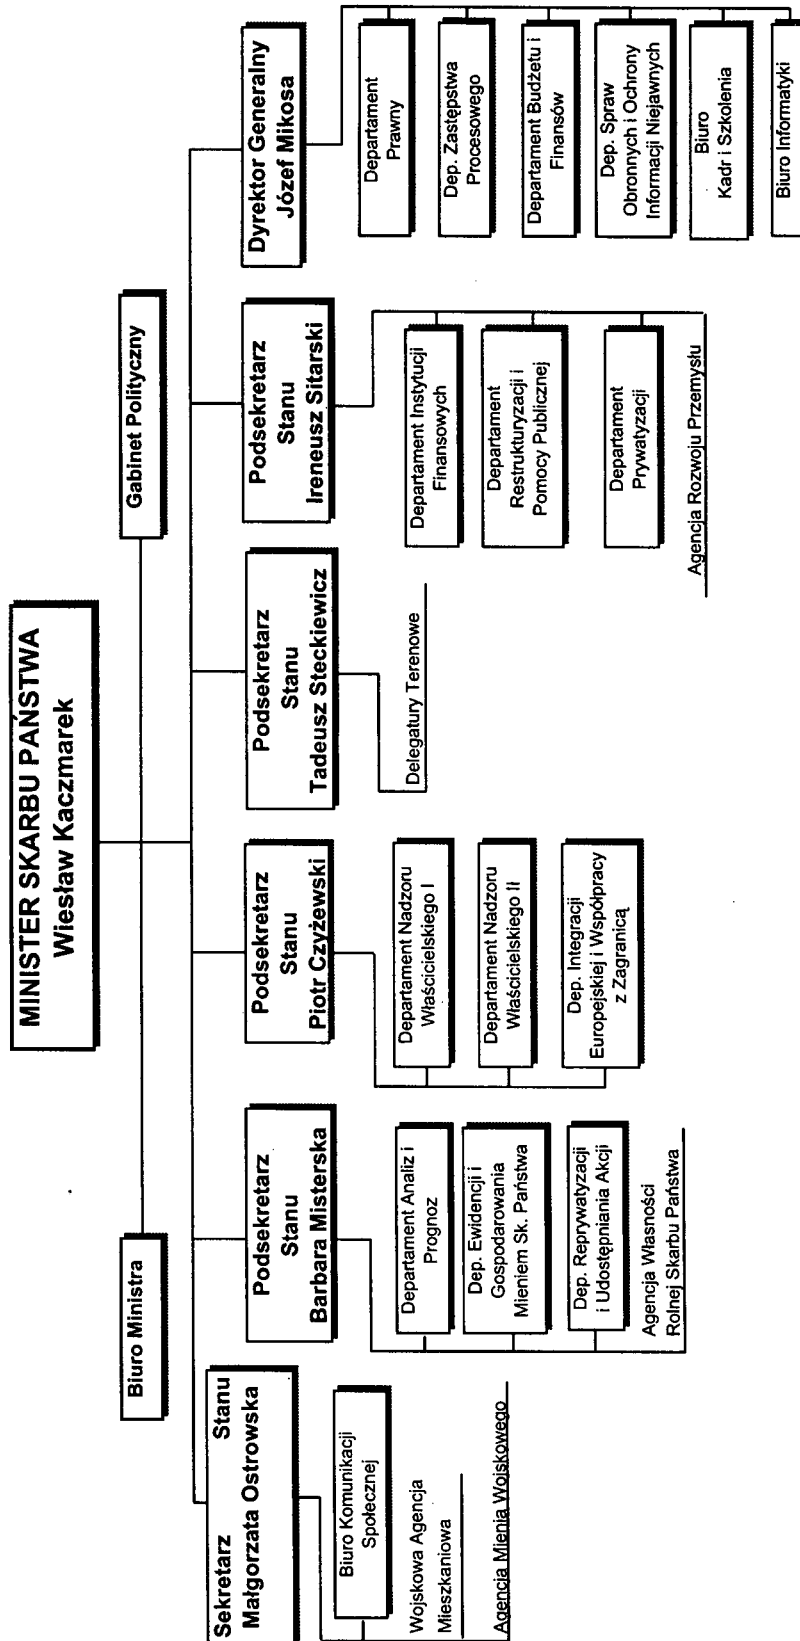 MINISTER SKARBU PAŃSTWA
Wiesław Kaczmarek
Biuro Ministra
Gabinet Polityczny
Sekretarz Stanu
Małgorzata Ostrowska
Biuro Komunikacji
Społecznej
Wojskowa Agencja
Mieszkaniowa
Agencja Mienia Wojskowego
Podsekretarz
Stanu
Barbara Misterska
Departament Analiz i
Prognoz
Dep. Ewidencji i
Gospodarowania
Mieniem Sk. Państwa
Dep. Reprywatyzacji
i Udostępniania Akcji
Agencja Własności
Rolnej Skarbu Państwa
Podsekretarz
Stanu
Piotr Czyżewski
Departament Nadzoru
Właścicielskiego I
Departament Nadzoru
Właścicielskiego II
Dep. Integracji
Europejskiej i Współpracy
z Zagranicą
Podsekretarz
Stanu
Tadeusz Steckiewicz
Delegatury Terenowe
Podsekretarz
Stanu
Ireneusz Sitarski
Departament Instytucji
Finansowych
Departament
Restrukturyzacji i
Pomocy Publicznej
Departament
Prywatyzacji
Agencja Rozwoju Przemysłu
Dyrektor Generalny
Józef Mikosa
Departament
Prawny
Dep. Zastępstwa
Procesowego
Departament Budżetu i
Finansów
Dep. Spraw
Obronnych i Ochrony
Informacji Niejawnych
Biuro
Kadr i Szkolenia
Biuro Informatyki